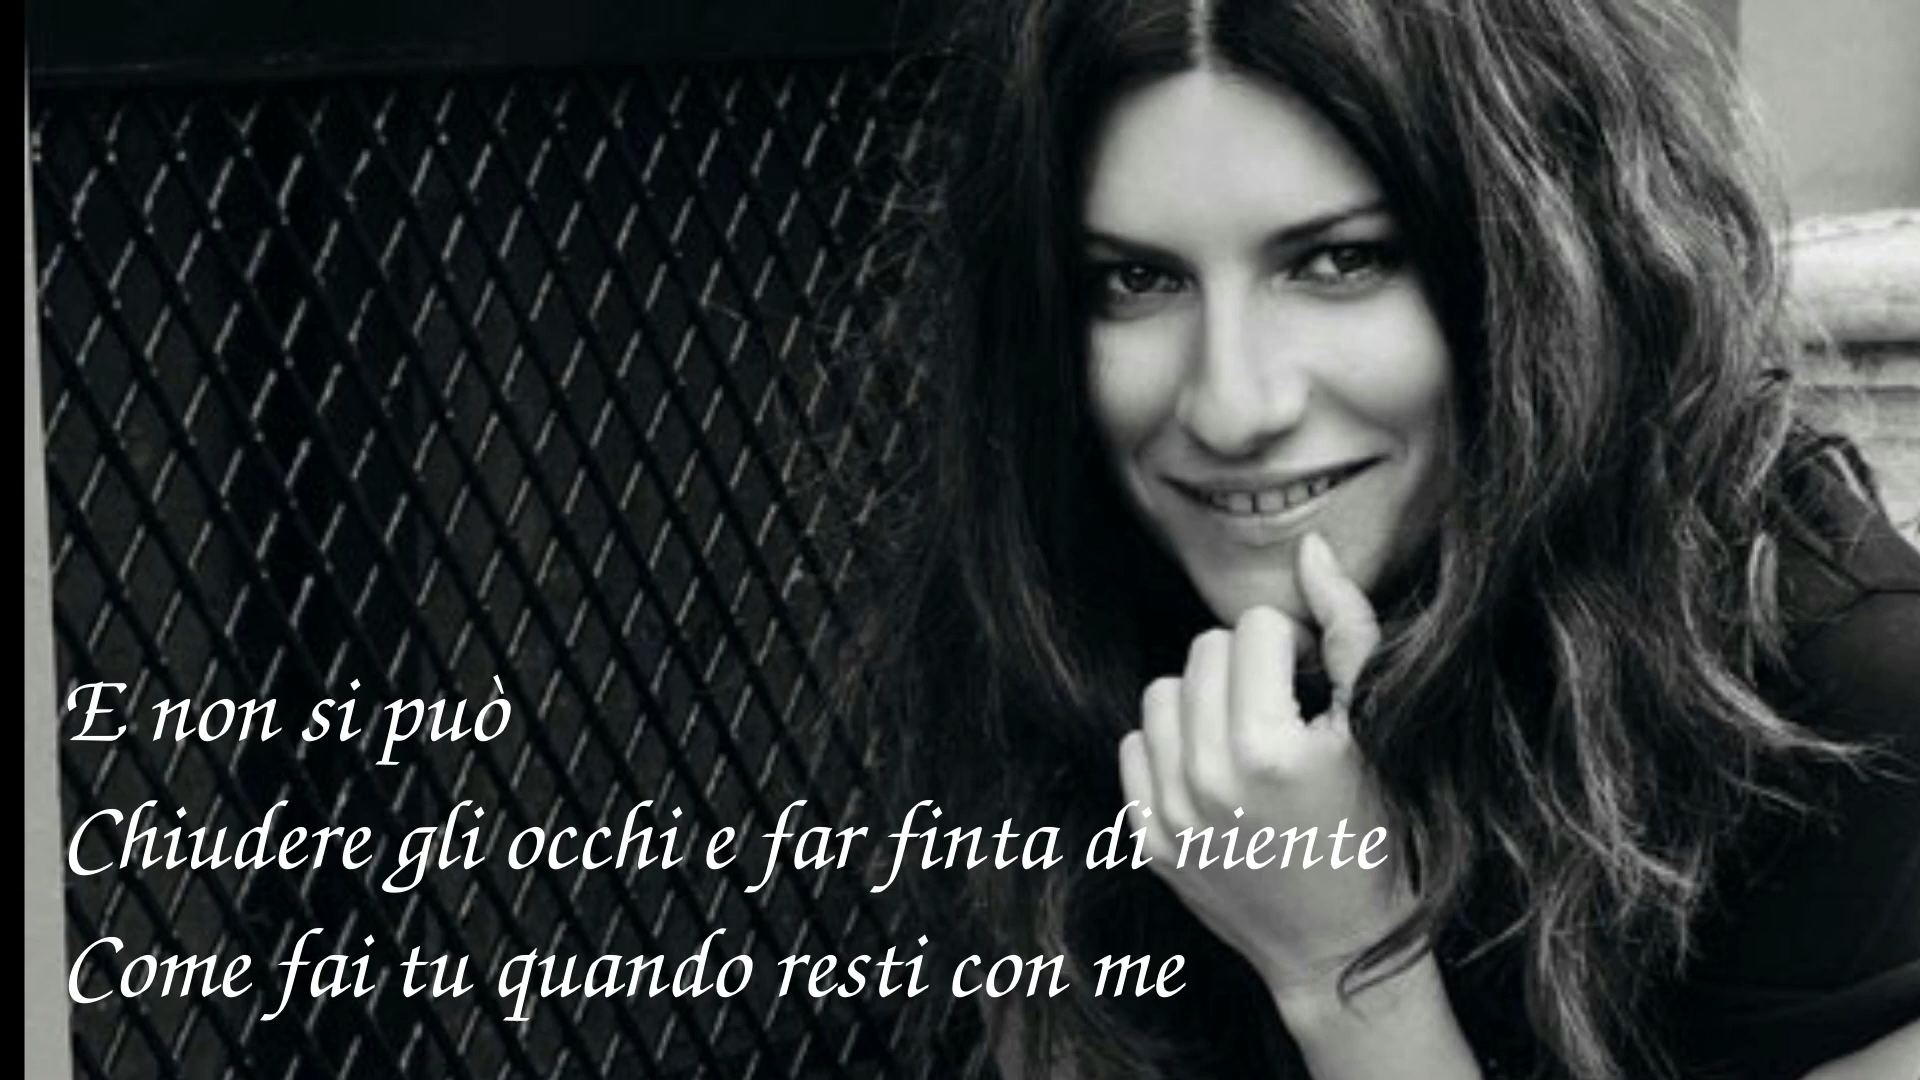 E non si può
Chiudere gli occhi e far finta di niente
Come fai tu quando resti con me